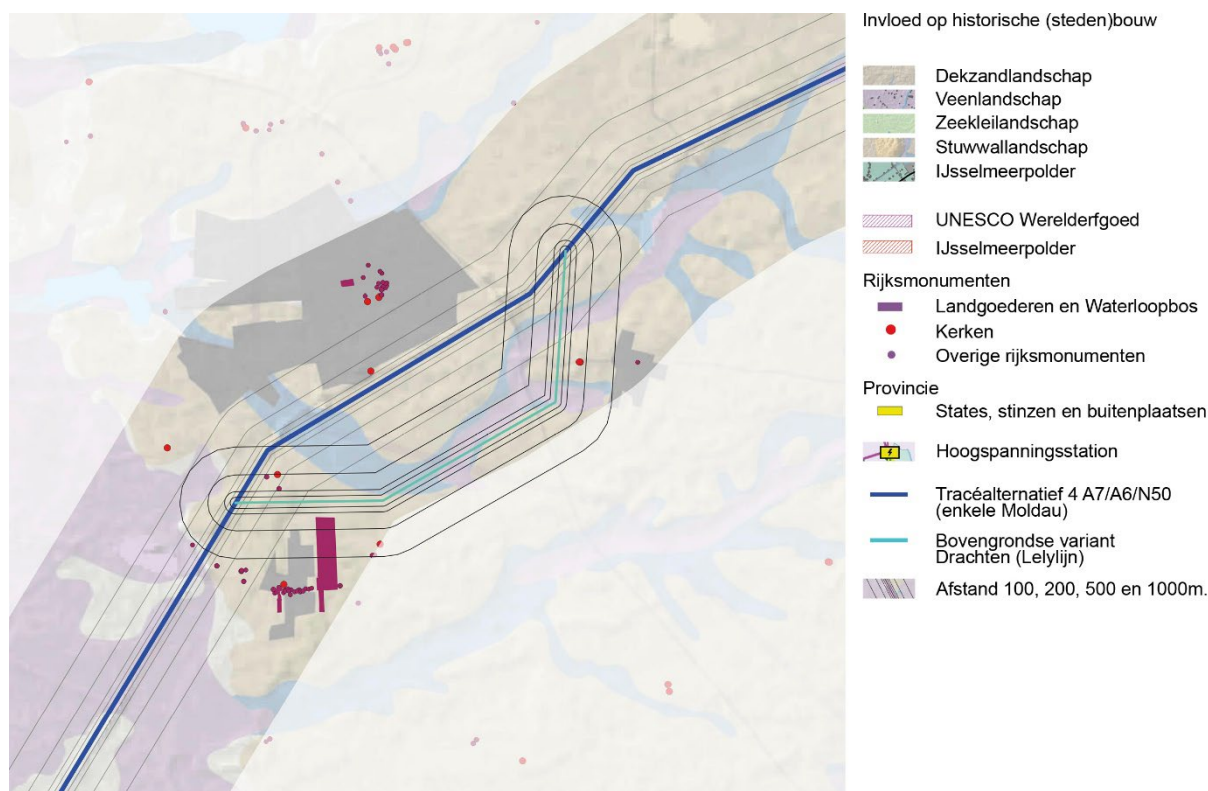 Invloed op historische (steden)bouw
Dekzandlandschap
Veenlandschap
Zeekleilandschap
Stuwwallandschap
IJsselmeerpolder
UNESCO Werelderfgoed
IJsselmeerpolder
Rijksmonumenten
Landgoederen en Waterloopbos
Kerken
Overige rijksmonumenten
Provincie
States, stinzen en buitenplaatsen
Hoogspanningsstation
Tracéalternatief 4 A7/A6/N50
(enkele Moldau)
Bovengrondse variant
Drachten (Lelylijn)
Afstand 100, 200, 500 en 1000m.